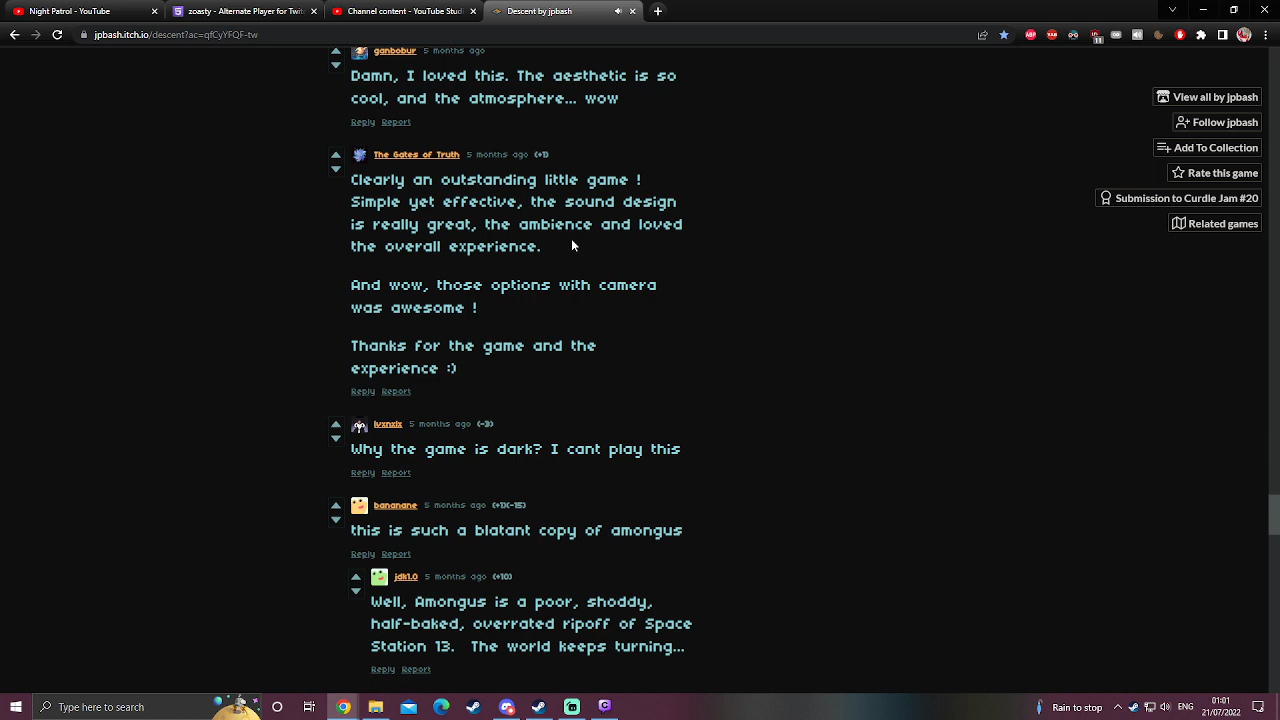 Night Patrol - YouTube
zoasty - Alternate Player for Twitc
Channel Content - YouTube Stud
Descent by jpbash
jpbash.itch.io/descent?ac=qfCyYFQF-tw
ganbobur 5 months ago
Damn, I loved this. The aesthetic is so
cool, and the atmosphere... wow
Reply Report
The Gates of Truth 5 months ago (+1)
Clearly an outstanding little game !
Simple yet effective, the sound design
is really great, the ambience and loved
the overall experience.
And wow, those options with camera
was awesome !
Thanks for the game and the
experience :)
Reply Report
lvxnxix 5 months ago (-3)
Why the game is dark? I cant play this
Reply Report
bananane 5 months ago (+1)(-15)
this is such a blatant copy of amongus
Reply Report
jdk1.0 5 months ago (+10)
Well, Amongus is a poor, shoddy,
half-baked, overrated ripoff of Space
Station 13. The world keeps turning...
Reply Report
View all by jpbash
Follow jpbash
Add To Collection
Rate this game
Submission to Curdle Jam #20
Related games
Type here to search
Rain to stop
01:01
21/07/2022